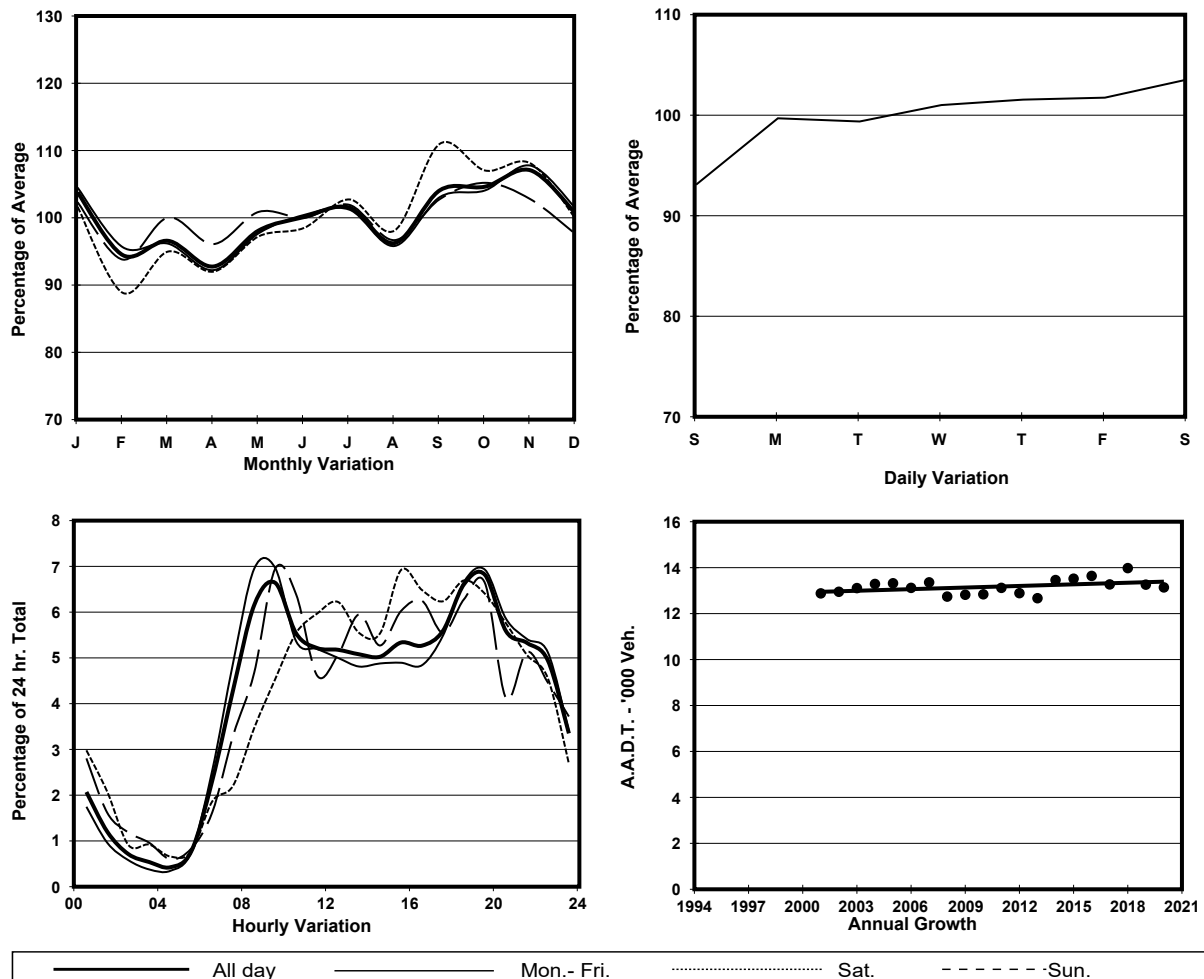 130
120
110
100
90
80
70
Percentage of Average
J F M A M J J A S O N D
Monthly Variation
110
100
90
80
70
Percentage of Average
S M T W T F S
Daily Variation
8
7
6
5
4
3
2
1
0
Percentage of 24 hr. Total
00 04 08 12 16 20 24
Hourly Variation
16
14
12
10
8
6
4
2
0
A.A.D.T. - '000 Veh.
1994 1997 2000 2003 2006 2009 2012 2015 2018 2021
Annual Growth
All day Mon.- Fri. Sat. Sun.